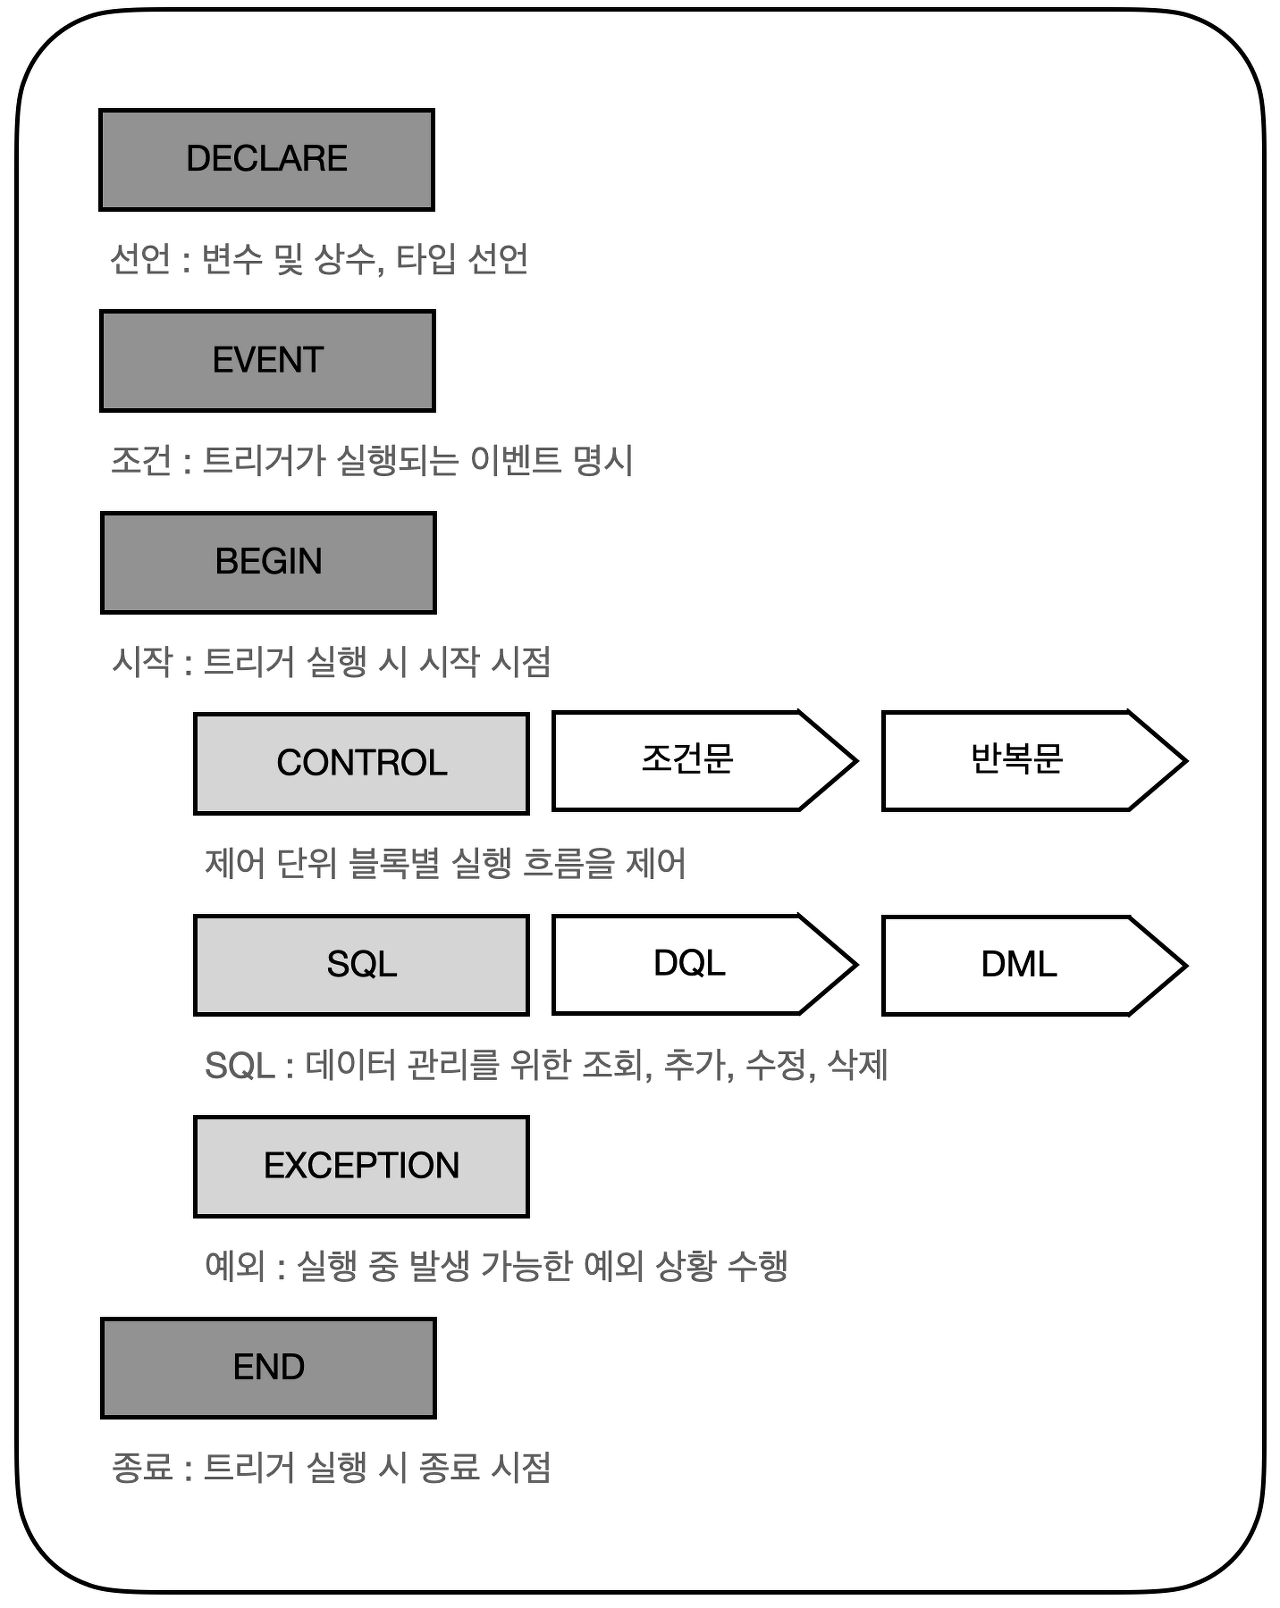 DECLARE
선언 : 변수 및 상수, 타입 선언
EVENT
조건 : 트리거가 실행되는 이벤트 명시
BEGIN
시작 : 트리거 실행 시 시작 시점
CONTROL 조건문 반복문
제어 단위 블록별 실행 흐름을 제어
SQL DQL DML
SQL : 데이터 관리를 위한 조회, 추가, 수정, 삭제
EXCEPTION
예외 : 실행 중 발생 가능한 예외 상황 수행
END
종료 : 트리거 실행 시 종료 시점